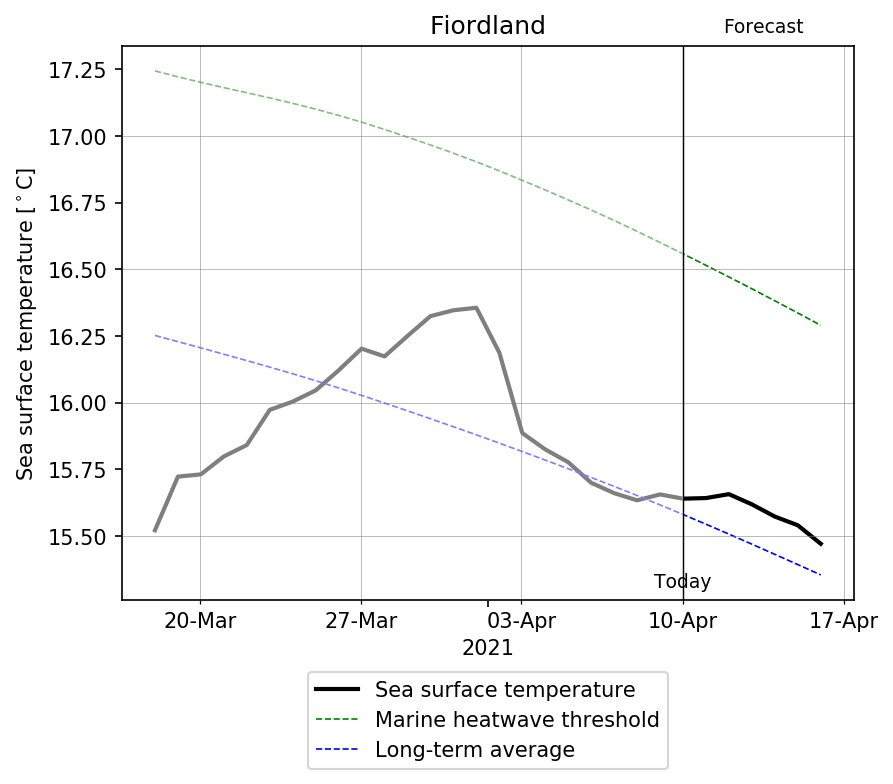 Fiordland
Forecast
Sea surface temperature [˚C]
17.25
17.00
16.75
16.50
16.25
16.00
15.75
15.50
Today
20-Mar
27-Mar
03-Apr
10-Apr
17-Apr
2021
Sea surface temperature
Marine heatwave threshold
Long-term average